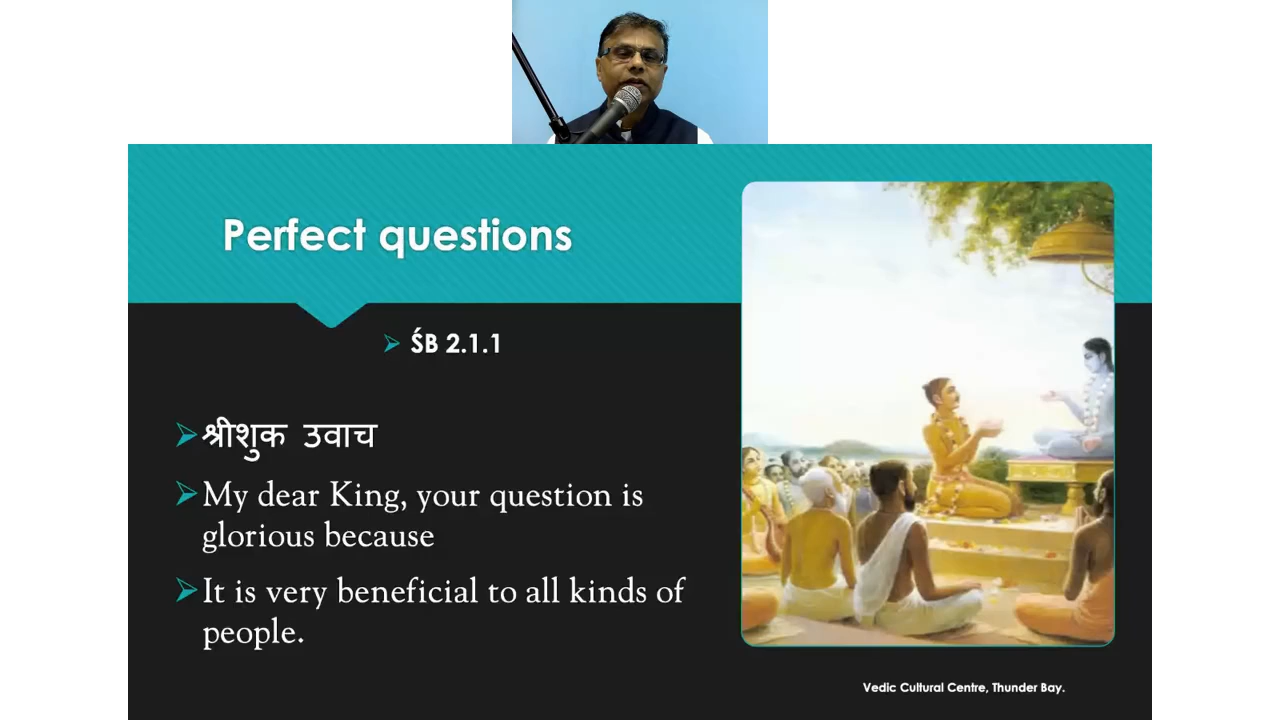 Perfect questions
ŚB 2.1.1
श्रीशुक उवाच
My dear King, your question is
glorious because
It is very beneficial to all kinds of
people.
Vedic Cultural Centre, Thunder Bay.